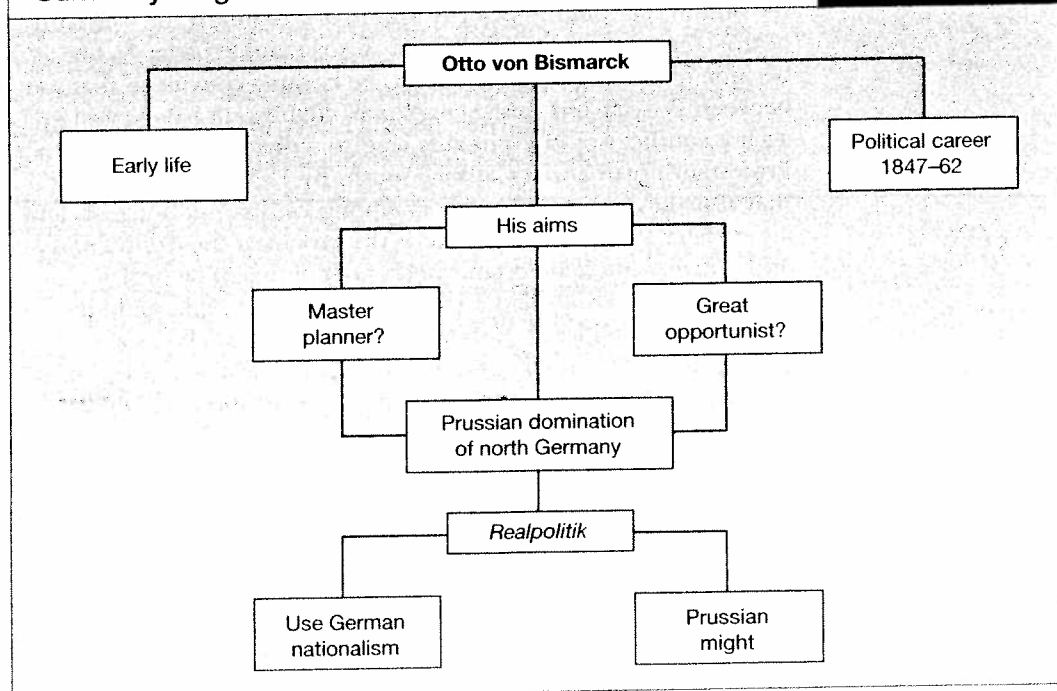 Otto von Bismarck
Early life
Political career
1847–62
His aims
Master
planner?
Great
opportunist?
Prussian domination
of north Germany
Realpolitik
Use German
nationalism
Prussian
might